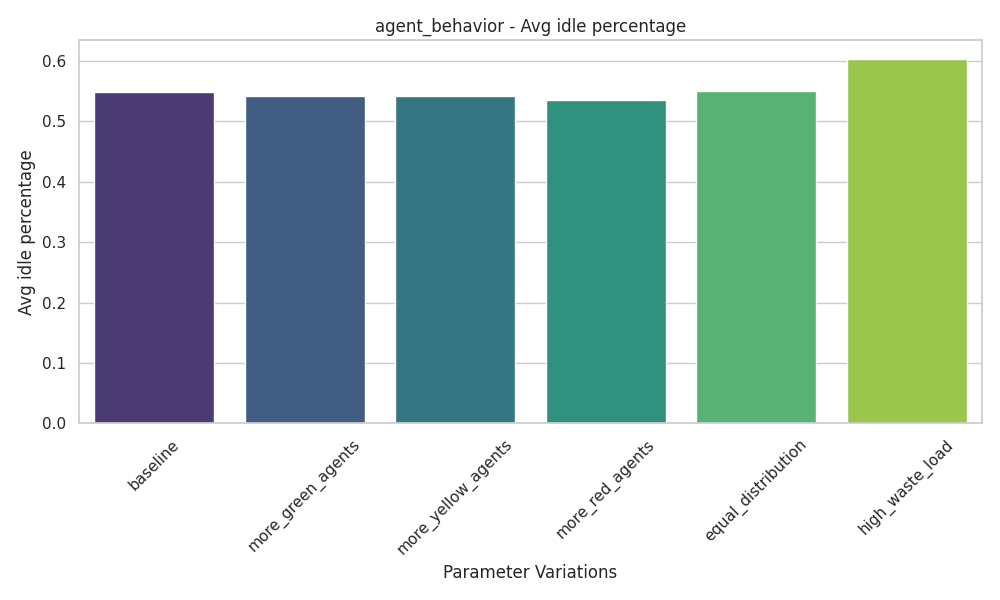 agent_behavior - Avg idle percentage
Avg idle percentage
0.6
0.5
0.4
0.3
0.2
0.1
0.0
baseline
more_green_agents
more_yellow_agents
more_red_agents
equal_distribution
high_waste_load
Parameter Variations